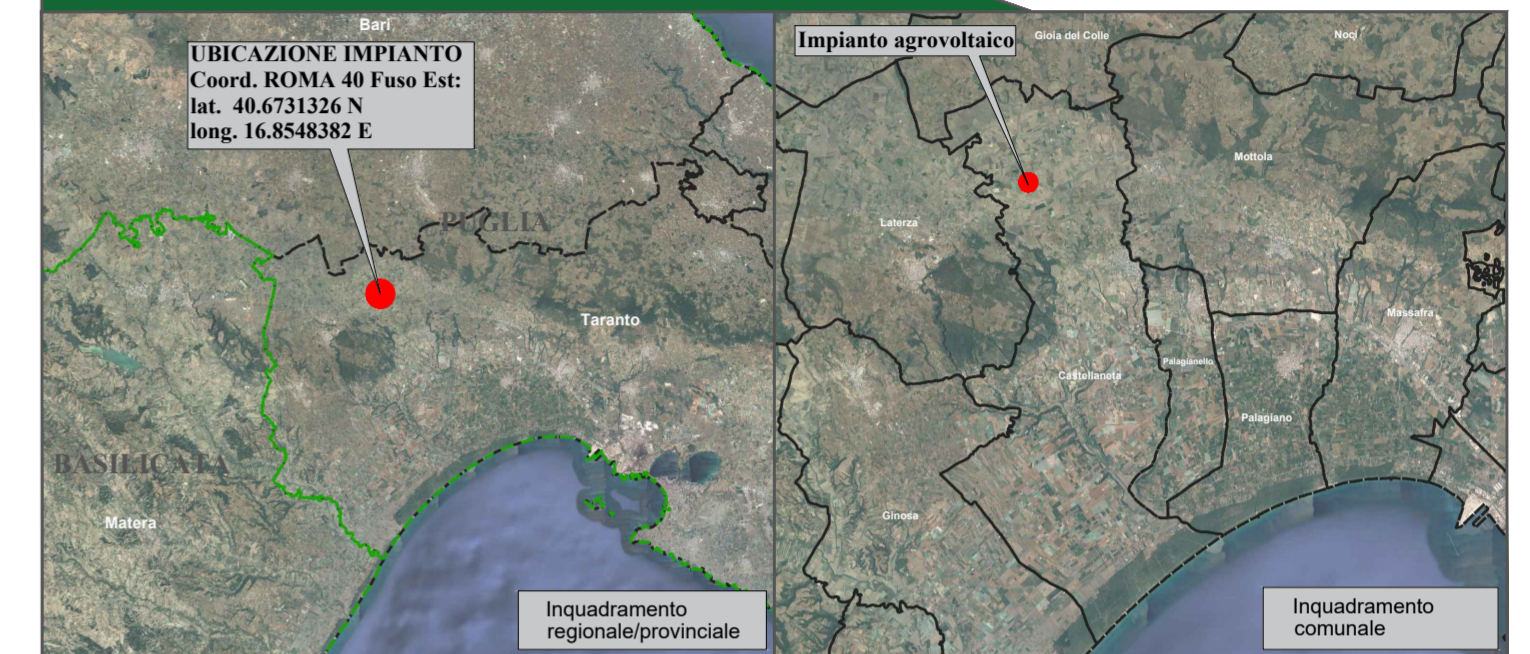 Bari
UBICAZIONE IMPIANTO
Coord. ROMA 40 Fuso Est:
lat. 40.6731326 N
long. 16.8548382 E
PUGLIA
Taranto
BASILICATA
Matera
Inquadramento
regionale/provinciale
Impianto agrovoltaico
Gioia del Colle
Noci
Mottola
Laterza
Massafra
Palagianello
Castellaneta
Palagiano
Ginosa
Inquadramento
comunale